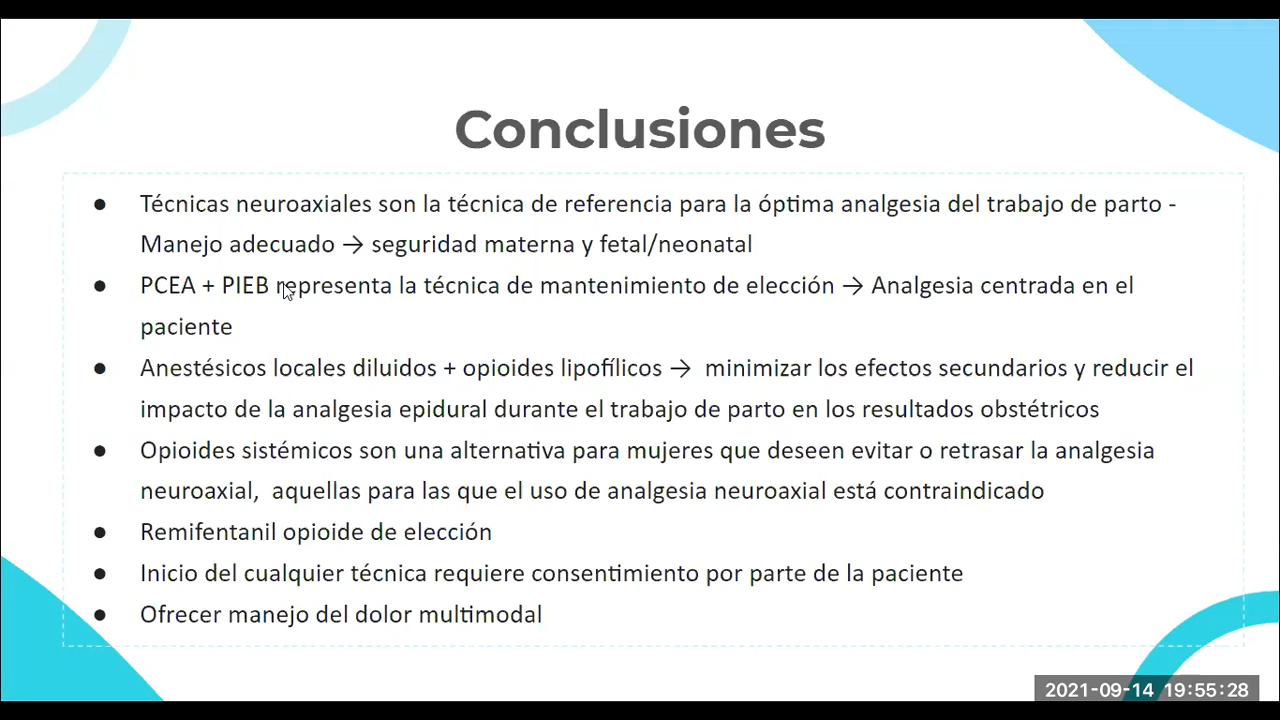 Conclusiones
● Técnicas neuroaxiales son la técnica de referencia para la óptima analgesia del trabajo de parto -
Manejo adecuado → seguridad materna y fetal/neonatal
● PCEA + PIEB representa la técnica de mantenimiento de elección → Analgesia centrada en el
paciente
● Anestésicos locales diluidos + opioides lipofílicos → minimizar los efectos secundarios y reducir el
impacto de la analgesia epidural durante el trabajo de parto en los resultados obstétricos
● Opioides sistémicos son una alternativa para mujeres que deseen evitar o retrasar la analgesia
neuroaxial, aquellas para las que el uso de analgesia neuroaxial está contraindicado
● Remifentanil opioide de elección
● Inicio del cualquier técnica requiere consentimiento por parte de la paciente
● Ofrecer manejo del dolor multimodal
2021-09-14 19:55:28